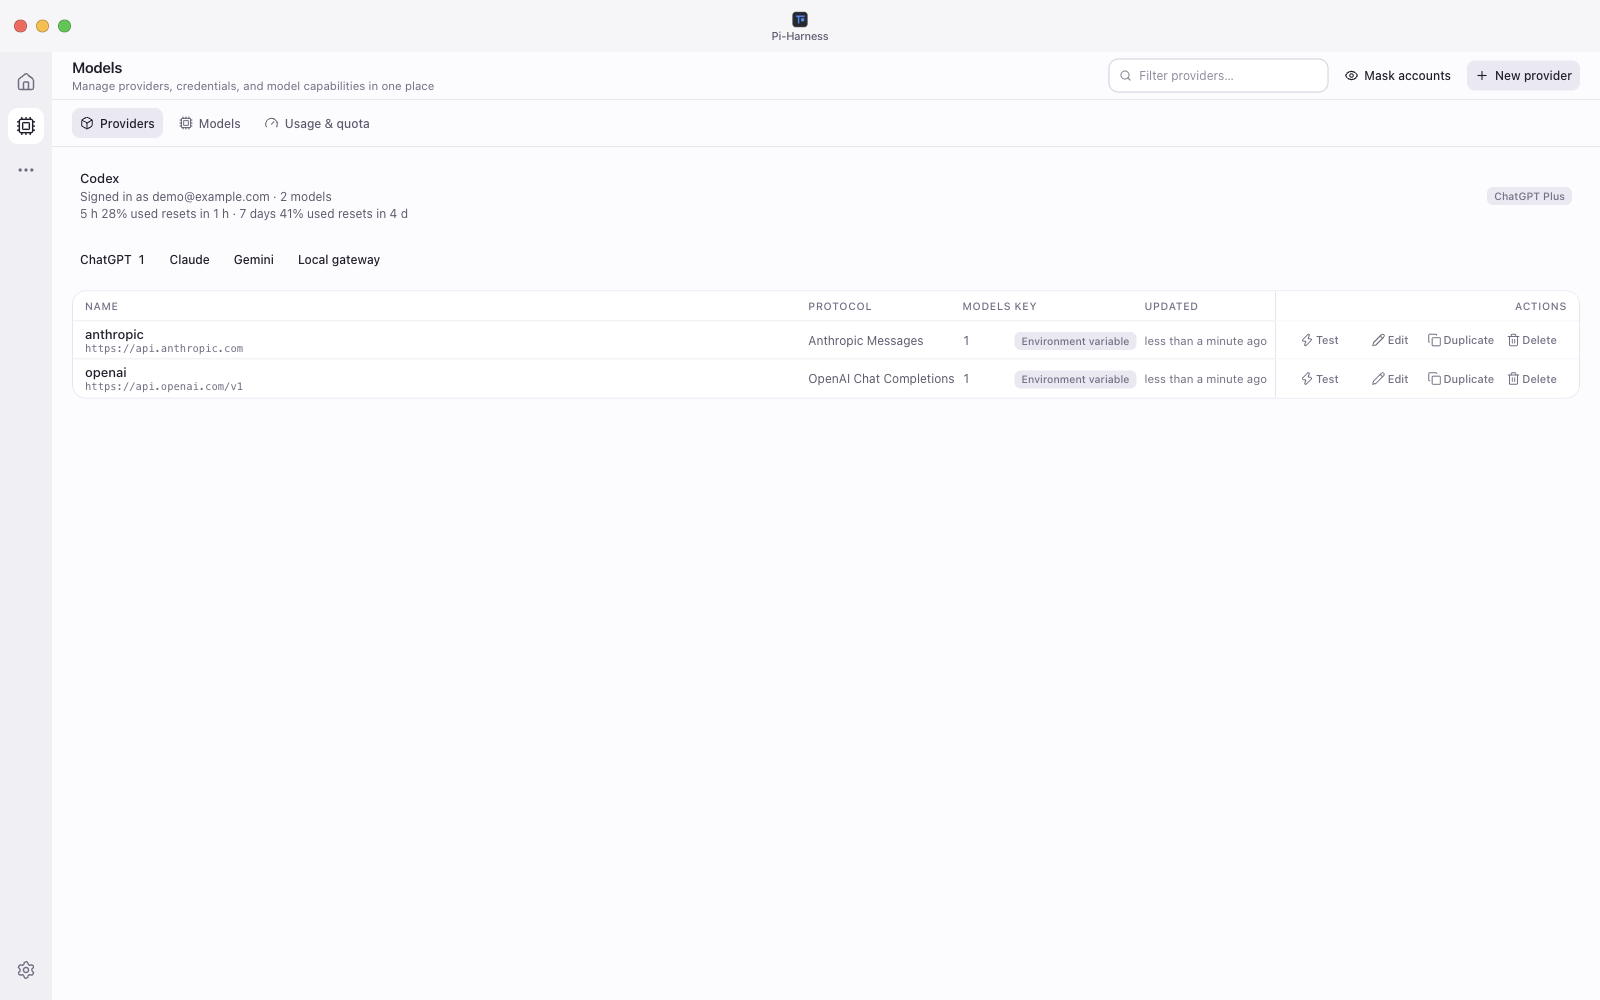 Pi-Harness
Models
Manage providers, credentials, and model capabilities in one place
Filter providers...
Mask accounts
New provider
Providers
Models
Usage & quota
Codex
Signed in as demo@example.com · 2 models
5 h 28% used resets in 1 h · 7 days 41% used resets in 4 d
ChatGPT Plus
ChatGPT 1
Claude
Gemini
Local gateway
NAME PROTOCOL MODELS KEY UPDATED ACTIONS
anthropic
https://api.anthropic.com
Anthropic Messages 1 Environment variable less than a minute ago Test Edit Duplicate Delete
openai
https://api.openai.com/v1
OpenAI Chat Completions 1 Environment variable less than a minute ago Test Edit Duplicate Delete